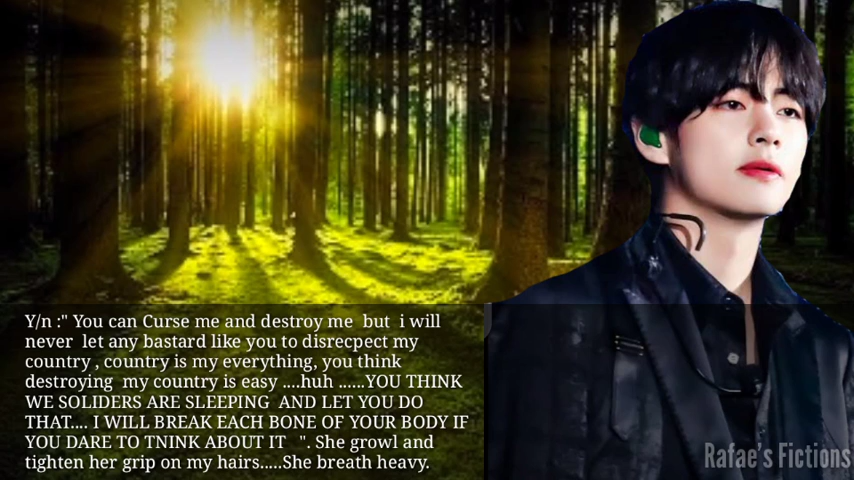 Y/n :" You can Curse me and destroy me but i will
never let any bastard like you to disrecpect my
country , country is my everything, you think
destroying my country is easy ....huh ......YOU THINK
WE SOLIDERS ARE SLEEPING AND LET YOU DO
THAT.... I WILL BREAK EACH BONE OF YOUR BODY IF
YOU DARE TO TNINK ABOUT IT ". She growl and
tighten her grip on my hairs.....She breath heavy.
Rafae's Fictions